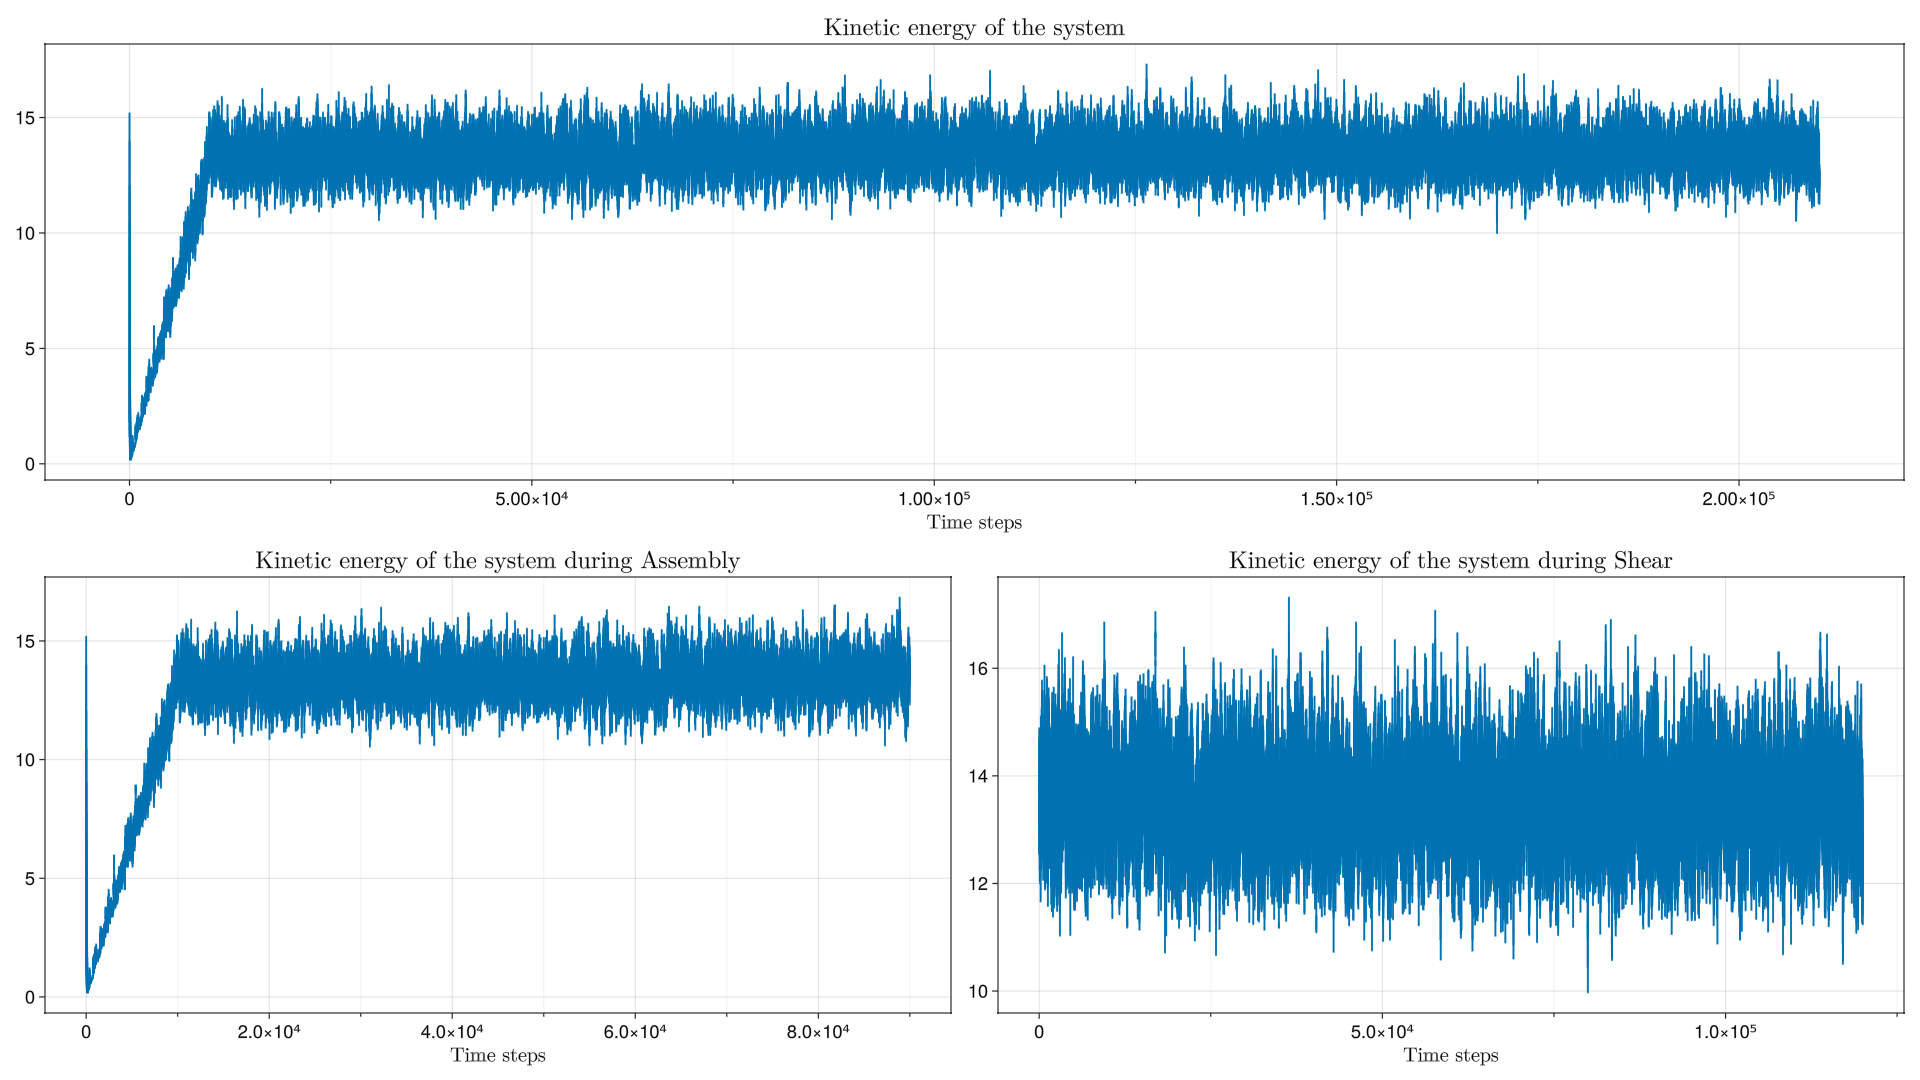 Kinetic energy of the system
15
10
5
0
0 5.00×10⁴ 1.00×10⁵ 1.50×10⁵ 2.00×10⁵
Time steps
Kinetic energy of the system during Assembly
15
10
5
0
0 2.0×10⁴ 4.0×10⁴ 6.0×10⁴ 8.0×10⁴
Time steps
Kinetic energy of the system during Shear
16
14
12
10
0 5.0×10⁴ 1.0×10⁵
Time steps